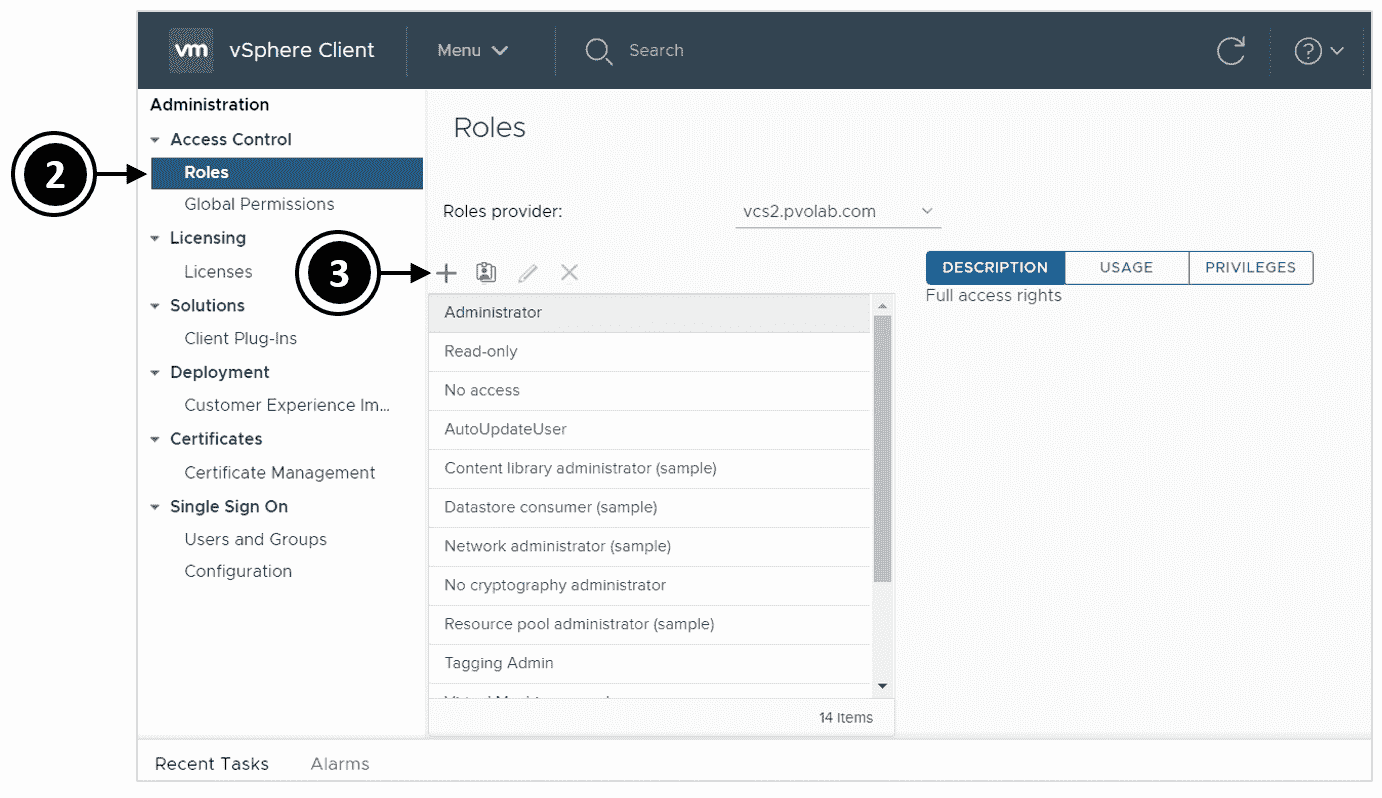 vm vSphere Client Menu Search ?
Administration
Access Control
2 Roles
Global Permissions
Licensing
Licenses
Solutions
Client Plug-Ins
Deployment
Customer Experience Im...
Certificates
Certificate Management
Single Sign On
Users and Groups
Configuration
Roles
Roles provider: vcs2.pvolab.com
3
Administrator
Read-only
No access
AutoUpdateUser
Content library administrator (sample)
Datastore consumer (sample)
Network administrator (sample)
No cryptography administrator
Resource pool administrator (sample)
Tagging Admin
14 items
DESCRIPTION USAGE PRIVILEGES
Full access rights
Recent Tasks Alarms